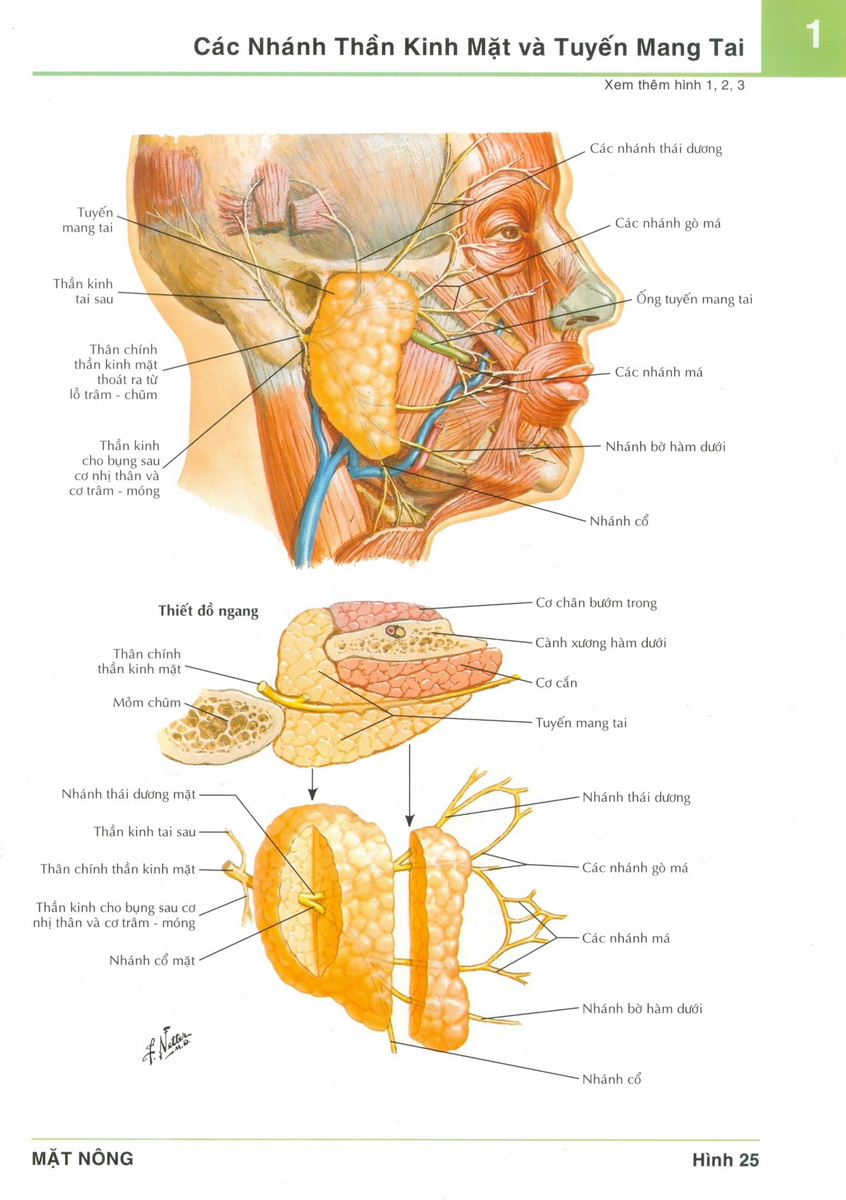 Các Nhánh Thần Kinh Mặt và Tuyến Mang Tai
1
Xem thêm hình 1, 2, 3
Các nhánh thái dương
Tuyến
mang tai
Các nhánh gò má
Thần kinh
tai sau
Ống tuyến mang tai
Thân chính
thần kinh mặt
thoát ra từ
lỗ trâm - chũm
Các nhánh má
Thần kinh
cho bụng sau
cơ nhị thân và
cơ trâm - móng
Nhánh bờ hàm dưới
Nhánh cổ
Thiết đồ ngang
Cơ chân bướm trong
Cành xương hàm dưới
Thân chính
thần kinh mặt
Cơ cắn
Mỏm chũm
Tuyến mang tai
Nhánh thái dương mặt
Nhánh thái dương
Thần kinh tai sau
Thân chính thần kinh mặt
Các nhánh gò má
Thần kinh cho bụng sau cơ
nhị thân và cơ trâm - móng
Các nhánh má
Nhánh cổ mặt
Nhánh bờ hàm dưới
F. Netter
M.D.
Nhánh cổ
MẶT NÔNG
Hình 25